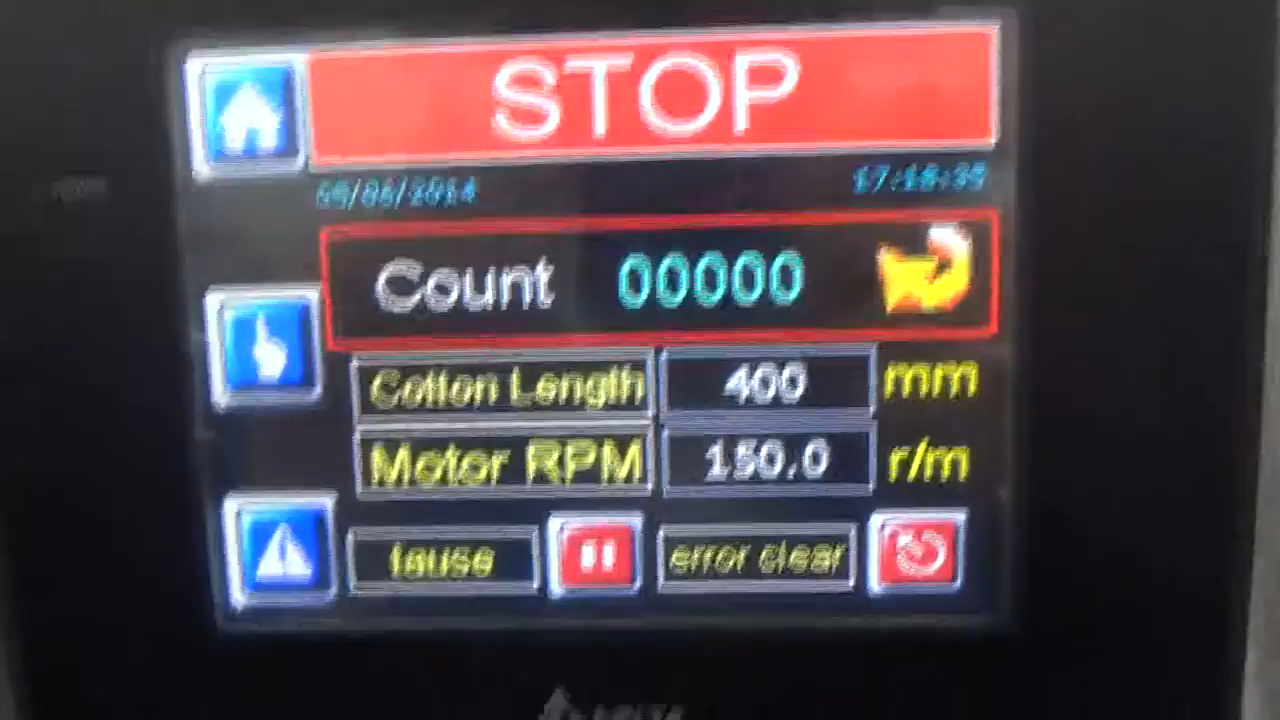 STOP
Count 00000
Cotton Length 400 mm
Motor RPM 150.0 r/m
error clear